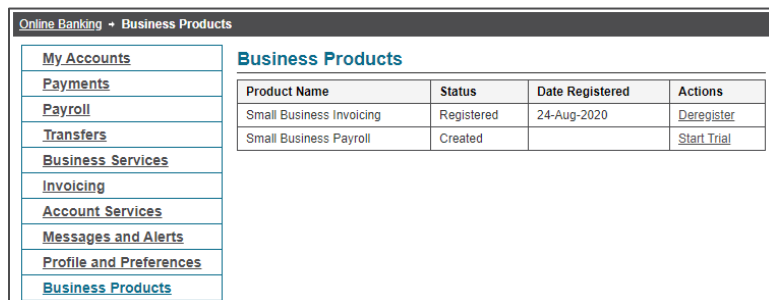 Online Banking → Business Products
My Accounts
Payments
Payroll
Transfers
Business Services
Invoicing
Account Services
Messages and Alerts
Profile and Preferences
Business Products
Business Products
Product Name Status Date Registered Actions
Small Business Invoicing Registered 24-Aug-2020 Deregister
Small Business Payroll Created Start Trial